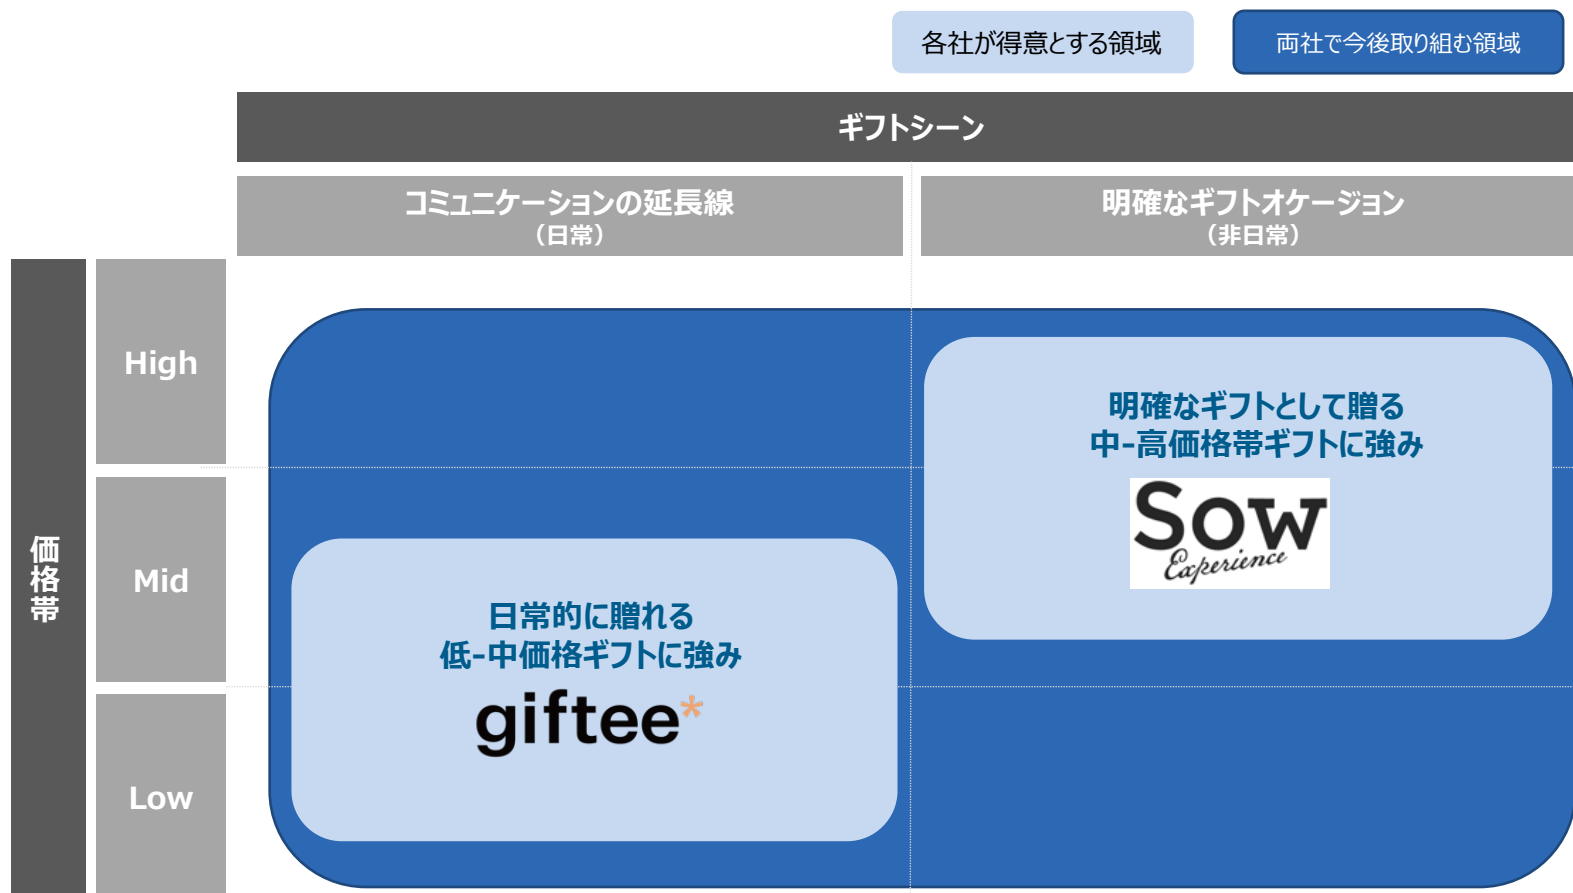 各社が得意とする領域
両社で今後取り組む領域
ギフトシーン
コミュニケーションの延長線
（日常）
明確なギフトオケージョン
（非日常）
価格帯
High
Mid
Low
明確なギフトとして贈る
中-高価格帯ギフトに強み
Sow
Experience
日常的に贈れる
低-中価格ギフトに強み
giftee*